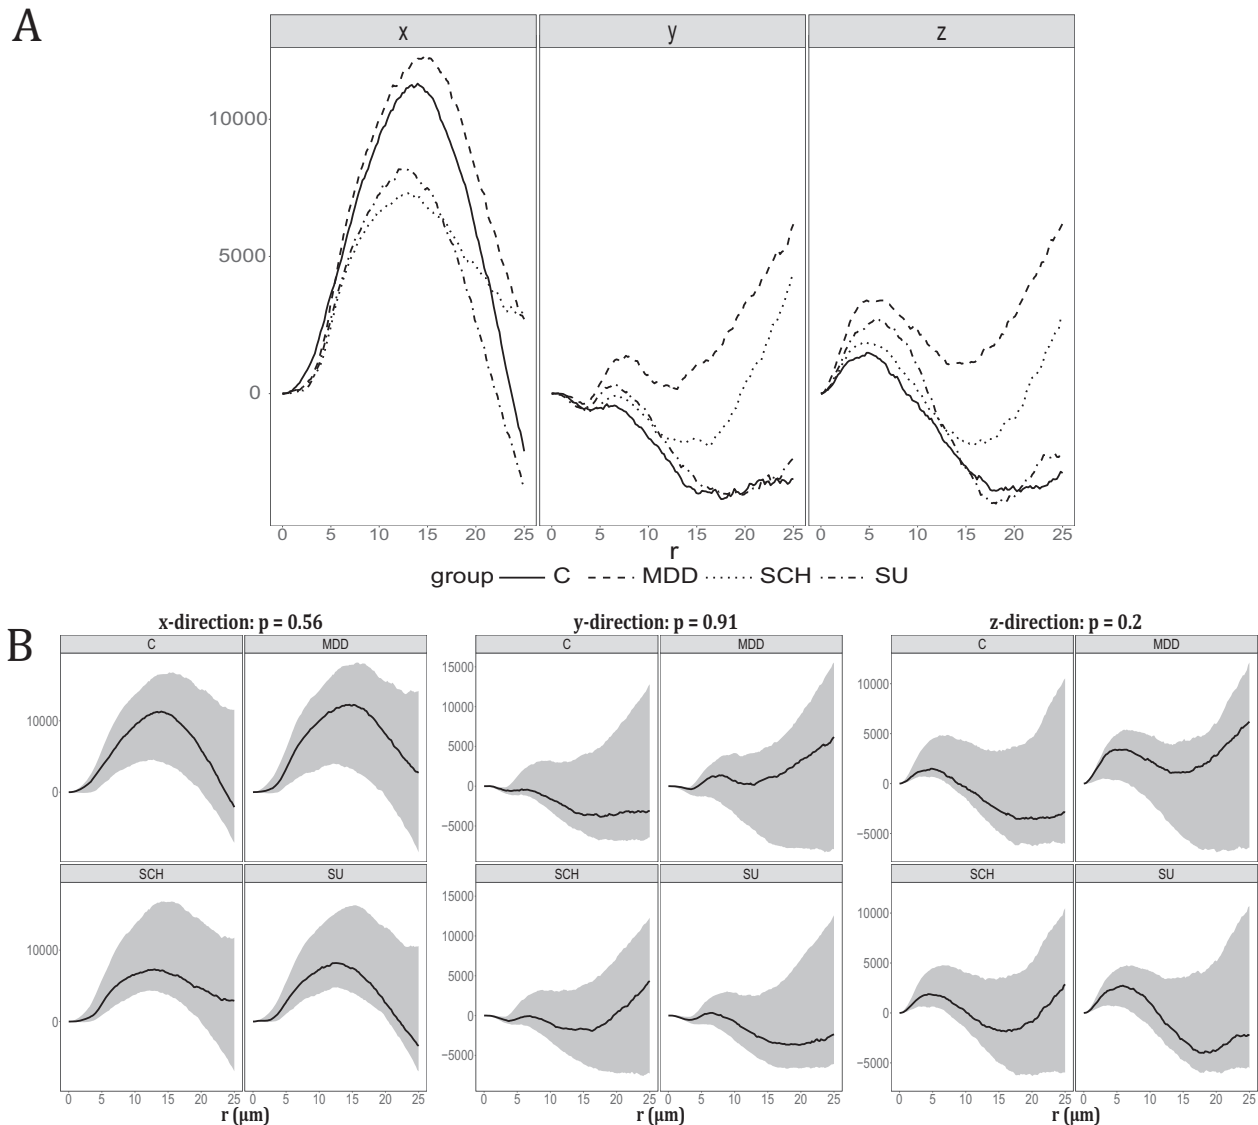 A
x y z
10000
5000
0
0 5 10 15 20 25 0 5 10 15 20 25 0 5 10 15 20 25
r
group C MDD SCH SU
B
x-direction: p = 0.56 y-direction: p = 0.91 z-direction: p = 0.2
C MDD C MDD C MDD
10000
0
15000
10000
5000
0
−5000
10000
5000
0
−5000
SCH SU SCH SU SCH SU
10000
0
10000
5000
0
−5000
10000
5000
0
−5000
0 5 10 15 20 25 0 5 10 15 20 25 0 5 10 15 20 25 0 5 10 15 20 25 0 5 10 15 20 25 0 5 10 15 20 25
r (μm) r (μm) r (μm)